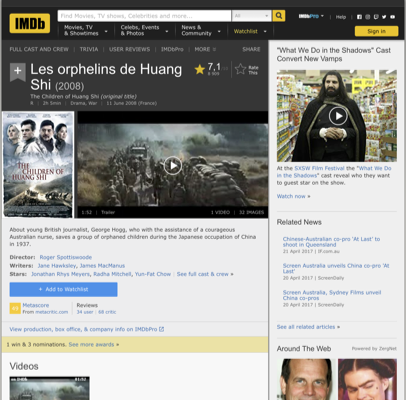 IMDb
Find Movies, TV shows, Celebrities and more...
All
IMDbPro
Help
Movies, TV & Showtimes
Celebs, Events & Photos
News & Community
Watchlist
Sign in
FULL CAST AND CREW | TRIVIA | USER REVIEWS | IMDbPro | MORE
SHARE
Les orphelins de Huang Shi (2008)
7,1
Rate This
The Children of Huang Shi (original title)
R | 2h 5min | Drama, War | 11 June 2008 (France)
THE CHILDREN OF HUANG SHI
1:52 | Trailer
1 VIDEO | 32 IMAGES
About young British journalist, George Hogg, who with the assistance of a courageous
Australian nurse, saves a group of orphaned children during the Japanese occupation of China
in 1937.
Director: Roger Spottiswoode
Writers: Jane Hawksley, James MacManus
Stars: Jonathan Rhys Meyers, Radha Mitchell, Yun-Fat Chow | See full cast & crew »
+ Add to Watchlist
Metascore
From metacritic.com
Reviews
34 user | 68 critic
View production, box office, & company info on IMDbPro
1 win & 3 nominations. See more awards »
Videos
"What We Do in the Shadows" Cast
Convert New Vamps
At the SXSW Film Festival the "What We
Do in the Shadows" cast reveal who they
want to guest star on the show.
Watch now »
Related News
Chinese-Australian co-pro 'At Last' to
shoot in Queensland
21 April 2017 | IF.com.au
Screen Australia unveils China co-pro 'At
Last'
20 April 2017 | ScreenDaily
Screen Australia, Sydney Films unveil
China co-pros
20 April 2017 | ScreenDaily
See all related articles »
Around The Web
Powered by ZergNet